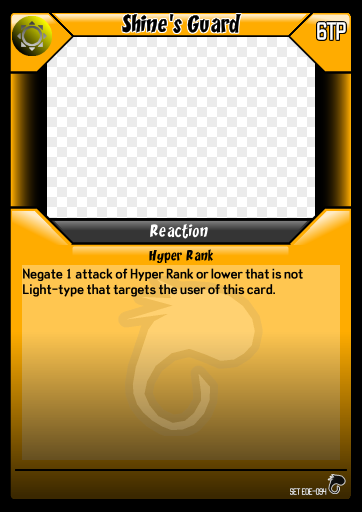 Shine's Guard
6TP
Reaction
Hyper Rank
Negate 1 attack of Hyper Rank or lower that is not
Light-type that targets the user of this card.
SET EOE-094